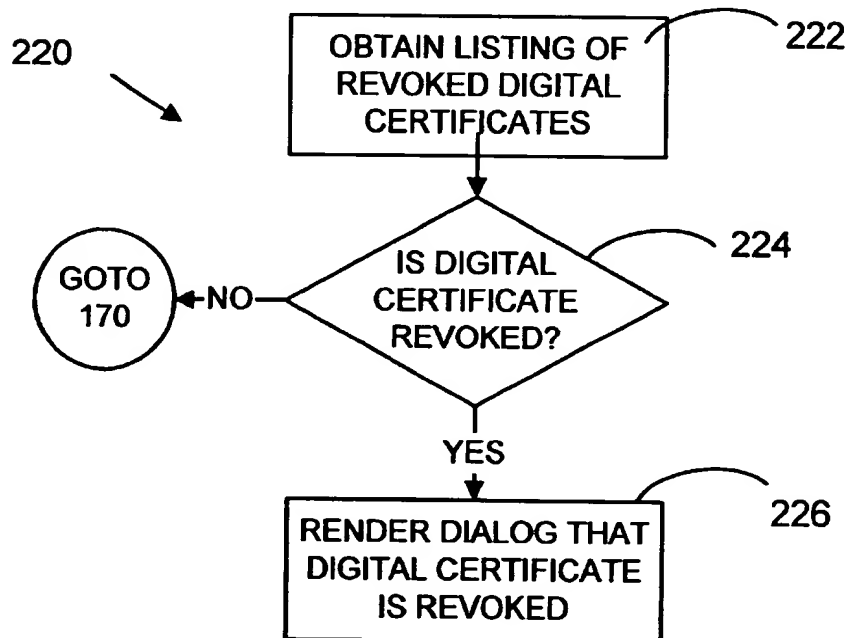 220
OBTAIN LISTING OF
REVOKED DIGITAL
CERTIFICATES
222
IS DIGITAL
CERTIFICATE
REVOKED?
224
NO
GOTO
170
YES
RENDER DIALOG THAT
DIGITAL CERTIFICATE
IS REVOKED
226